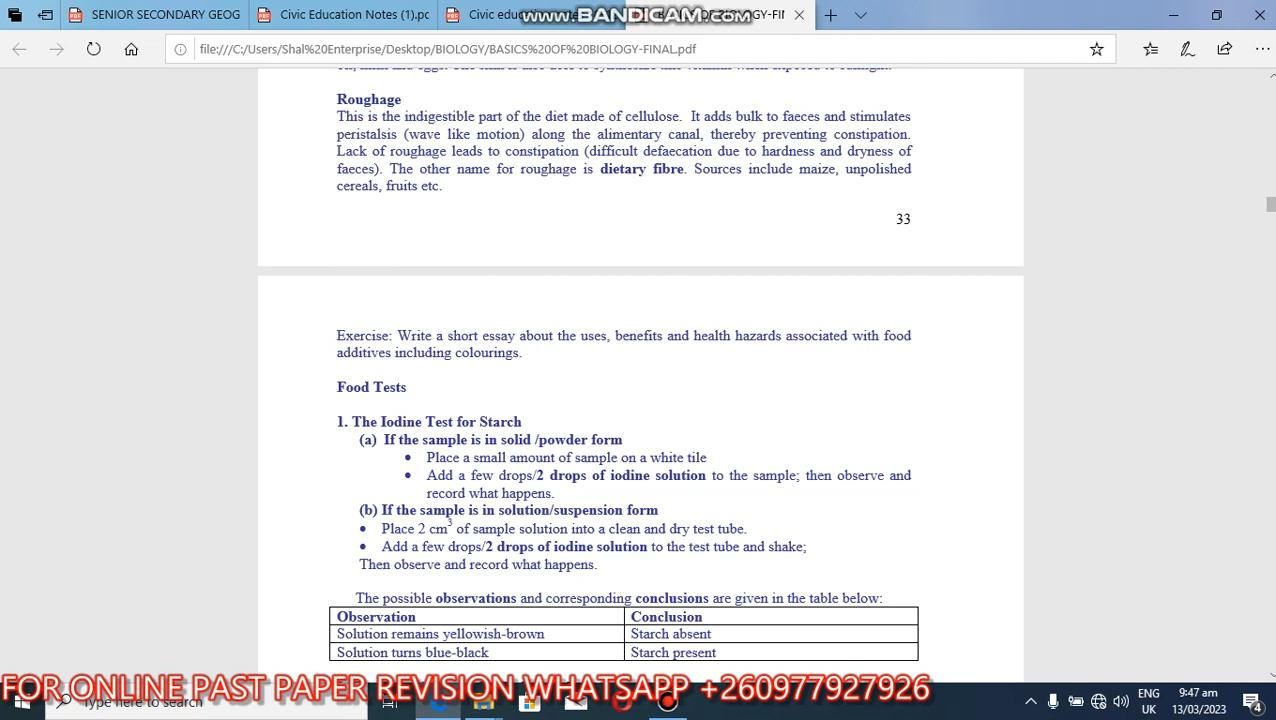 SENIOR SECONDARY GEOG
Civic Education Notes (1).pc
Civic educati
www.BANDICAM.com
OF BIOLOGY-FIN
file:///C:/Users/Shal%20Enterprise/Desktop/BIOLOGY/BASICS%20OF%20BIOLOGY-FINAL.pdf
Roughage
This is the indigestible part of the diet made of cellulose. It adds bulk to faeces and stimulates
peristalsis (wave like motion) along the alimentary canal, thereby preventing constipation.
Lack of roughage leads to constipation (difficult defaecation due to hardness and dryness of
faeces). The other name for roughage is dietary fibre. Sources include maize, unpolished
cereals, fruits etc.
33
Exercise: Write a short essay about the uses, benefits and health hazards associated with food
additives including colourings.
Food Tests
1. The Iodine Test for Starch
(a) If the sample is in solid /powder form
• Place a small amount of sample on a white tile
• Add a few drops/2 drops of iodine solution to the sample; then observe and
record what happens.
(b) If the sample is in solution/suspension form
• Place 2 cm³ of sample solution into a clean and dry test tube.
• Add a few drops/2 drops of iodine solution to the test tube and shake;
Then observe and record what happens.
The possible observations and corresponding conclusions are given in the table below:
Observation Conclusion
Solution remains yellowish-brown Starch absent
Solution turns blue-black Starch present
FOR ONLINE PAST PAPER REVISION WHATSAPP +260977927926
Type here to search
ENG
UK
9:47 am
13/03/2023
4